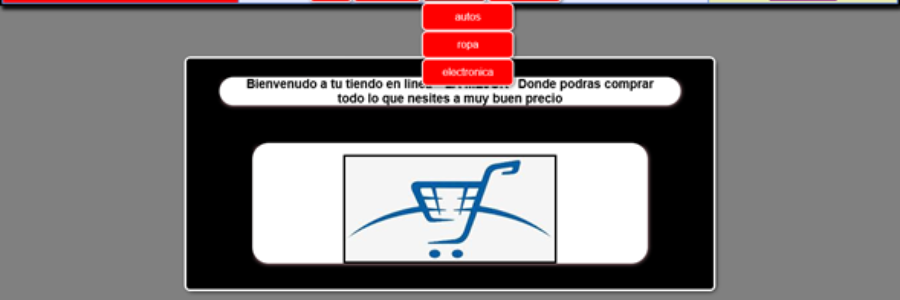 autos
ropa
electronica
Bienvenudo a tu tiendo en linea Donde podras comprar
todo lo que nesites a muy buen precio